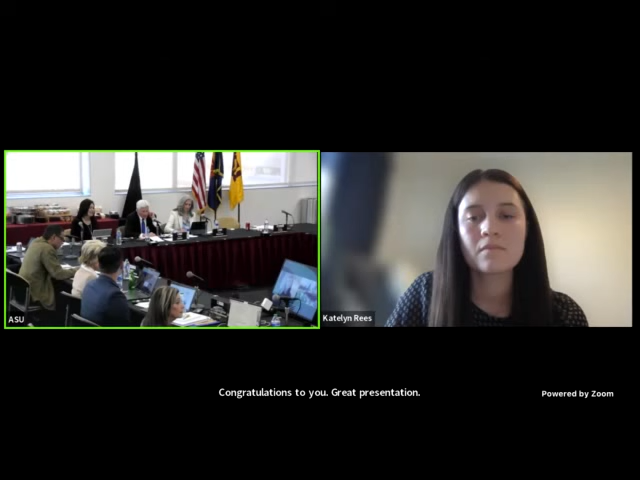 ASU
Katelyn Rees
Congratulations to you. Great presentation.
Powered by Zoom